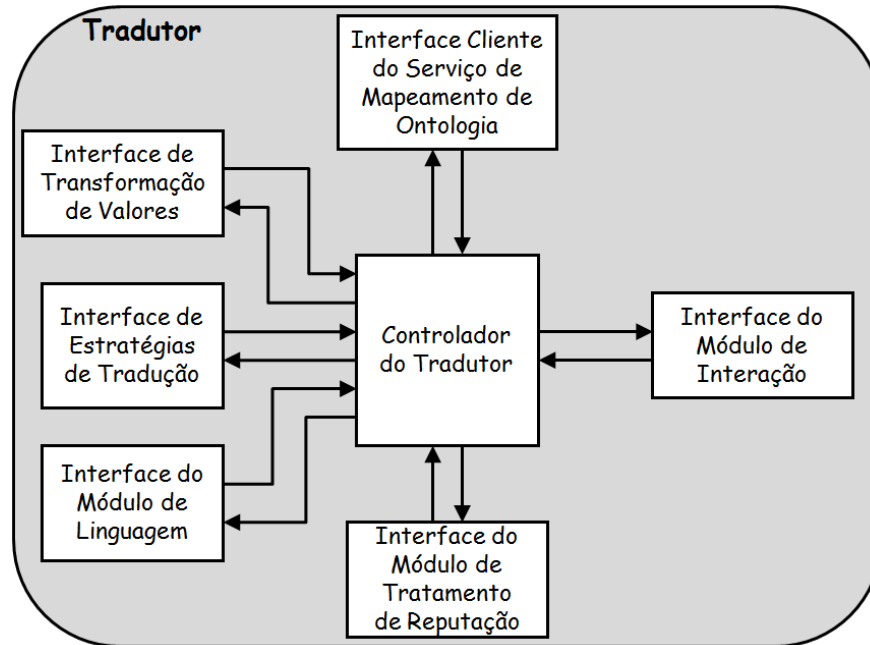 Tradutor
Interface Cliente
do Serviço de
Mapeamento de
Ontologia
Interface de
Transformação
de Valores
Interface de
Estratégias
de Tradução
Controlador
do Tradutor
Interface do
Módulo de
Interação
Interface do
Módulo de
Linguagem
Interface do
Módulo de
Tratamento
de Reputação